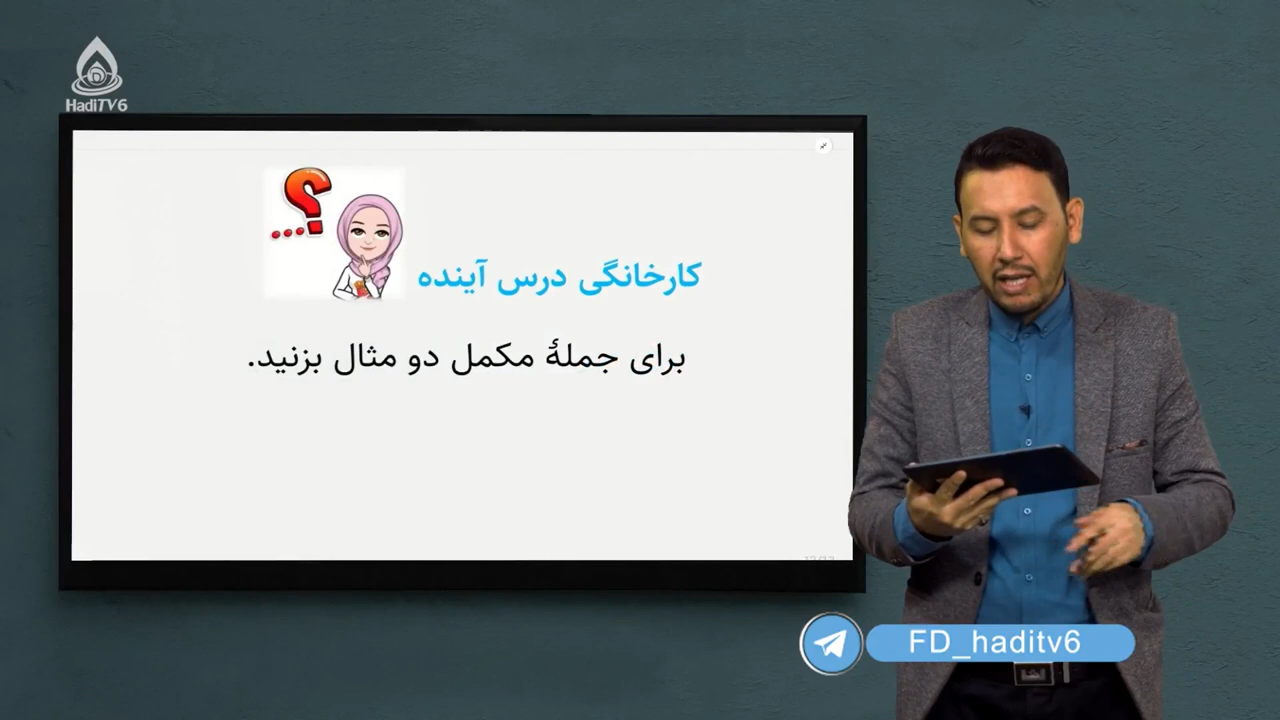 HadiTV6
؟...
کارخانگی درس آینده
برای جملهٔ مکمل دو مثال بزنید.
FD_haditv6